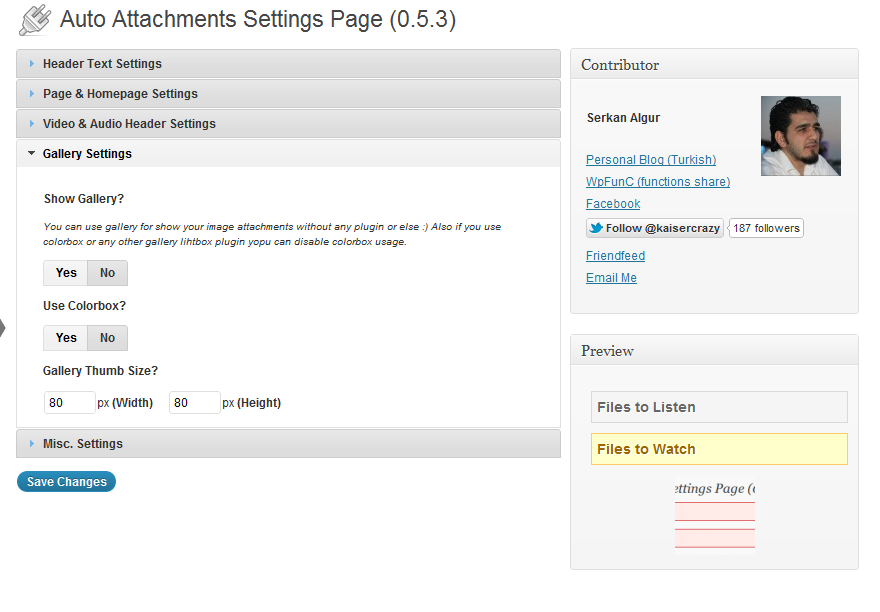 Auto Attachments Settings Page (0.5.3)
Header Text Settings
Page & Homepage Settings
Video & Audio Header Settings
Gallery Settings
Show Gallery?
You can use gallery for show your image attachments without any plugin or else :) Also if you use
colorbox or any other gallery lihtbox plugin yopu can disable colorbox usage.
Yes No
Use Colorbox?
Yes No
Gallery Thumb Size?
80 px (Width) 80 px (Height)
Misc. Settings
Save Changes
Contributor
Serkan Algur
Personal Blog (Turkish)
WpFunC (functions share)
Facebook
Follow @kaisercrazy 187 followers
Friendfeed
Email Me
Preview
Files to Listen
Files to Watch
ettings Page (